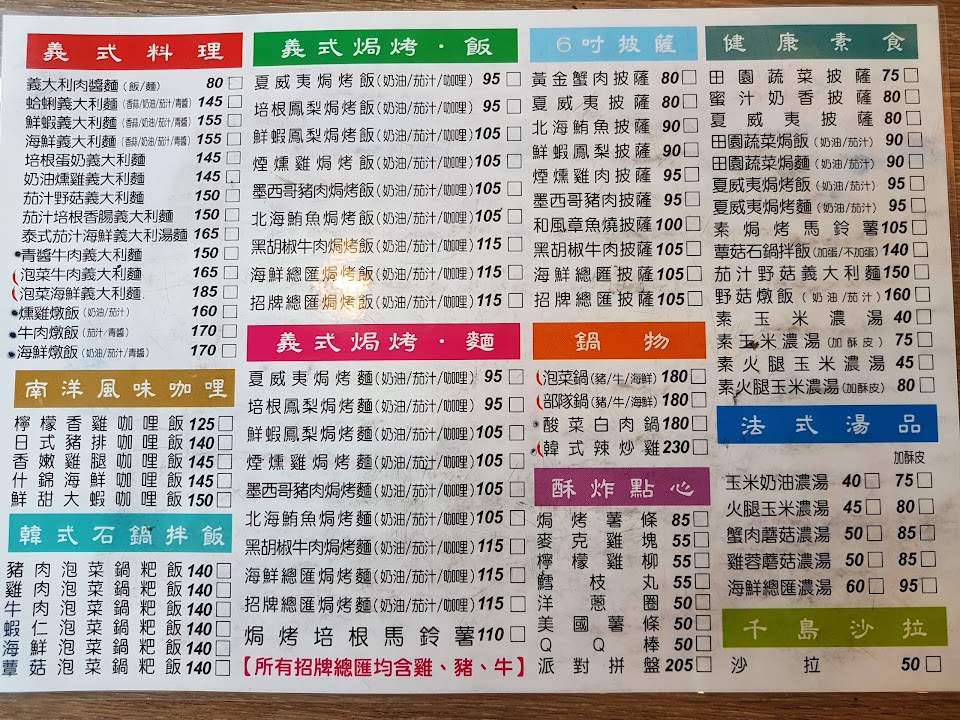 義式料理
義大利肉醬麵(飯/麵) 80
蛤蜊義大利麵(香蒜/奶油/茄汁/青醬) 145
鮮蝦義大利麵(香蒜/奶油/茄汁/青醬) 155
海鮮義大利麵(香蒜/奶油/茄汁/青醬) 155
培根蛋奶義大利麵 145
奶油燻雞義大利麵 145
茄汁野菇義大利麵 150
茄汁培根香腸義大利麵 150
泰式茄汁海鮮義大利湯麵 165
青醬牛肉義大利麵 150
泡菜牛肉義大利麵 165
泡菜海鮮義大利麵 185
燻雞燉飯(奶油/茄汁) 160
牛肉燉飯(茄汁/青醬) 170
海鮮燉飯(奶油/茄汁/青醬) 170
南洋風味咖哩
檸檬香雞咖哩飯 125
日式豬排咖哩飯 140
香嫩雞腿咖哩飯 145
什錦海鮮咖哩飯 145
鮮甜大蝦咖哩飯 150
韓式石鍋拌飯
豬肉泡菜鍋粑飯 140
雞肉泡菜鍋粑飯 140
牛肉泡菜鍋粑飯 140
蝦仁泡菜鍋粑飯 140
海鮮泡菜鍋粑飯 140
蕈菇泡菜鍋粑飯 140
義式焗烤·飯
夏威夷焗烤飯(奶油/茄汁/咖哩) 95
培根鳳梨焗烤飯(奶油/茄汁/咖哩) 95
鮮蝦鳳梨焗烤飯(奶油/茄汁/咖哩) 105
煙燻雞焗烤飯(奶油/茄汁/咖哩) 105
墨西哥豬肉焗烤飯(奶油/茄汁/咖哩) 105
北海鮪魚焗烤飯(奶油/茄汁/咖哩) 105
黑胡椒牛肉焗烤飯(奶油/茄汁/咖哩) 115
海鮮總匯焗烤飯(奶油/茄汁/咖哩) 115
招牌總匯焗烤飯(奶油/茄汁/咖哩) 115
義式焗烤·麵
夏威夷焗烤麵(奶油/茄汁/咖哩) 95
培根鳳梨焗烤麵(奶油/茄汁/咖哩) 95
鮮蝦鳳梨焗烤麵(奶油/茄汁/咖哩) 105
煙燻雞焗烤麵(奶油/茄汁/咖哩) 105
墨西哥豬肉焗烤麵(奶油/茄汁/咖哩) 105
北海鮪魚焗烤麵(奶油/茄汁/咖哩) 105
黑胡椒牛肉焗烤麵(奶油/茄汁/咖哩) 115
海鮮總匯焗烤麵(奶油/茄汁/咖哩) 115
招牌總匯焗烤麵(奶油/茄汁/咖哩) 115
焗烤培根馬鈴薯 110
【所有招牌總匯均含雞、豬、牛】
6吋披薩
黃金蟹肉披薩 80
夏威夷披薩 80
北海鮪魚披薩 90
鮮蝦鳳梨披薩 90
煙燻雞肉披薩 95
墨西哥豬肉披薩 95
和風章魚燒披薩 100
黑胡椒牛肉披薩 105
海鮮總匯披薩 105
招牌總匯披薩 105
鍋物
泡菜鍋(豬/牛/海鮮) 180
部隊鍋(豬/牛/海鮮) 180
酸菜白肉鍋 180
韓式辣炒雞 230
酥炸點心
焗烤薯條 85
麥克雞塊 55
檸檬雞柳 55
鱈枝丸 55
洋蔥圈 50
美國薯條 50
QQ棒 50
派對拼盤 205
健康素食
田園蔬菜披薩 75
蜜汁奶香披薩 80
夏威夷披薩 80
田園蔬菜焗飯(奶油/茄汁) 90
田園蔬菜焗麵(奶油/茄汁) 90
夏威夷焗烤飯(奶油/茄汁) 95
夏威夷焗烤麵(奶油/茄汁) 95
素焗烤馬鈴薯 105
蕈菇石鍋拌飯(加蛋/不加蛋) 140
茄汁野菇義大利麵 150
野菇燉飯(奶油/茄汁) 160
素玉米濃湯 40
素玉米濃湯(加酥皮) 75
素火腿玉米濃湯 45
素火腿玉米濃湯(加酥皮) 80
法式湯品
加酥皮
玉米奶油濃湯 40 75
火腿玉米濃湯 45 80
蟹肉蘑菇濃湯 50 85
雞蓉蘑菇濃湯 50 85
海鮮總匯濃湯 60 95
千島沙拉
沙拉 50